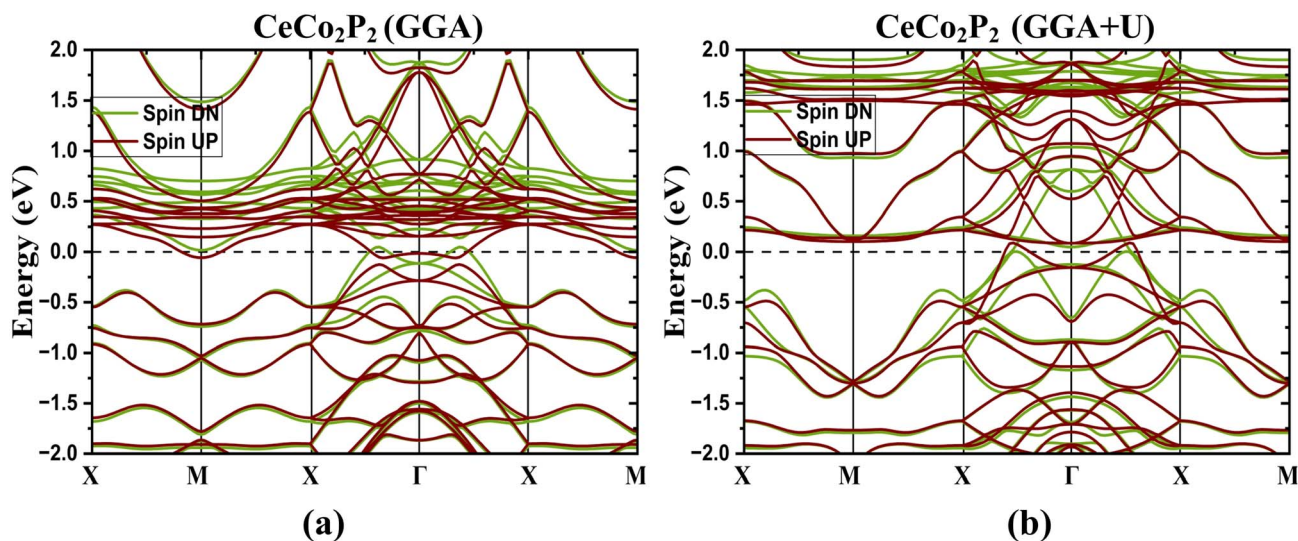 CeCo₂P₂ (GGA)
Energy (eV)
2.0
1.5
1.0
0.5
0.0
−0.5
−1.0
−1.5
−2.0
Spin DN
Spin UP
X M X Γ X M
(a)
CeCo₂P₂ (GGA+U)
Energy (eV)
2.0
1.5
1.0
0.5
0.0
−0.5
−1.0
−1.5
−2.0
Spin DN
Spin UP
X M X Γ X M
(b)